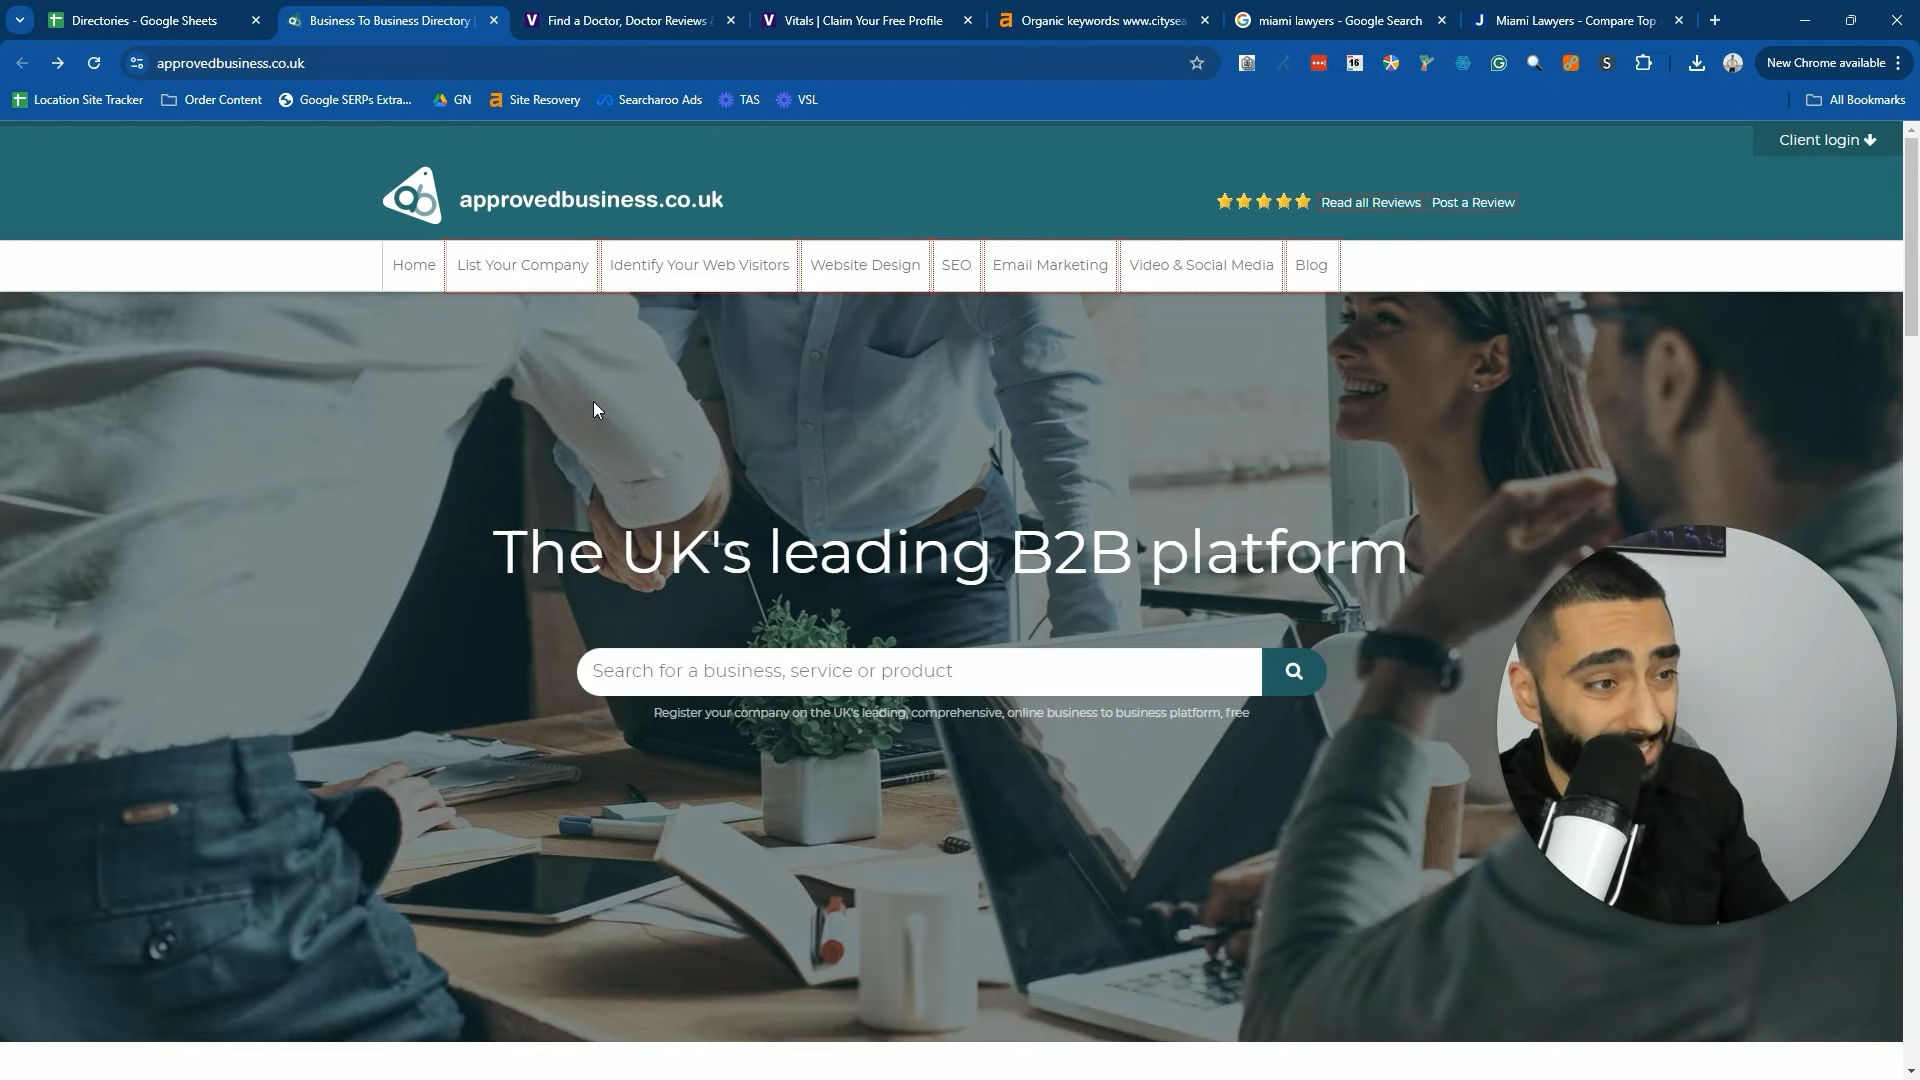 Directories - Google Sheets
Business To Business Directory
Find a Doctor, Doctor Reviews
Vitals | Claim Your Free Profile
Organic keywords: www.citysea
miami lawyers - Google Search
Miami Lawyers - Compare Top
approvedbusiness.co.uk
16
S
New Chrome available
Location Site Tracker
Order Content
Google SERPs Extra...
GN
Site Recovery
Searcharoo Ads
TAS
VSL
All Bookmarks
Client login
ab approvedbusiness.co.uk
Read all Reviews Post a Review
Home List Your Company Identify Your Web Visitors Website Design SEO Email Marketing Video & Social Media Blog
The UK's leading B2B platform
Search for a business, service or product
Register your company on the UK's leading, comprehensive, online business to business platform, free